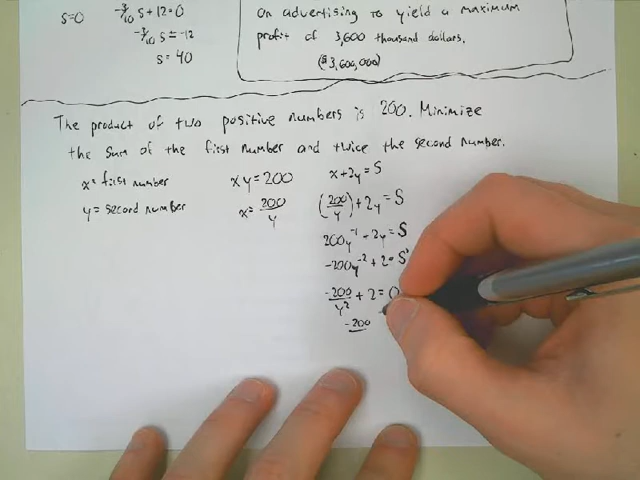 s=0
-3/10 s + 12 = 0
-3/10 s = -12
s = 40
on advertising to yield a maximum
profit of 3,600 thousand dollars.
($3,600,000)
The product of two positive numbers is 200. Minimize
the sum of the first number and twice the second number.
x = first number
y = second number
xy = 200
x = 200/y
x + 2y = S
(200/y) + 2y = S
200y⁻¹ + 2y = S
-200y⁻² + 2 = S'
-200/y² + 2 = 0
-200